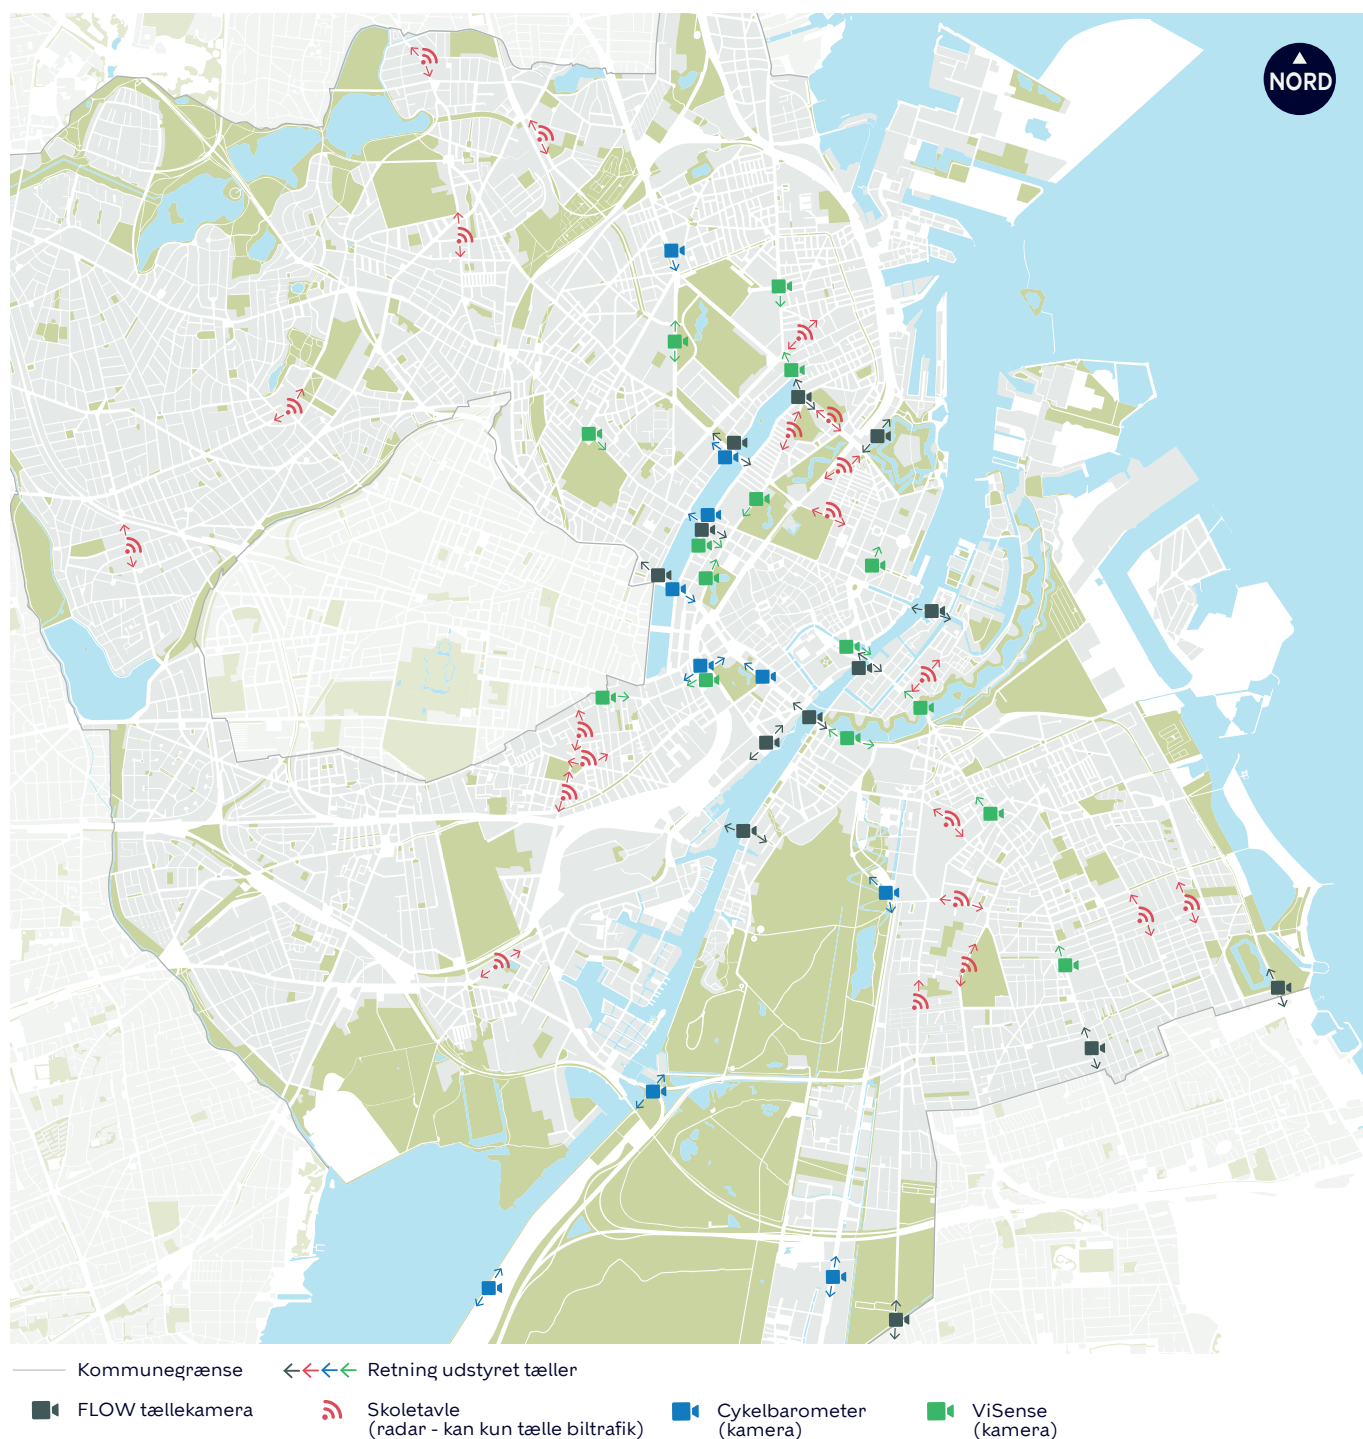 NORD
Kommunegrænse
Retning udstyret tæller
FLOW tællekamera
Skoletavle
(radar - kan kun tælle biltrafik)
Cykelbarometer
(kamera)
ViSense
(kamera)